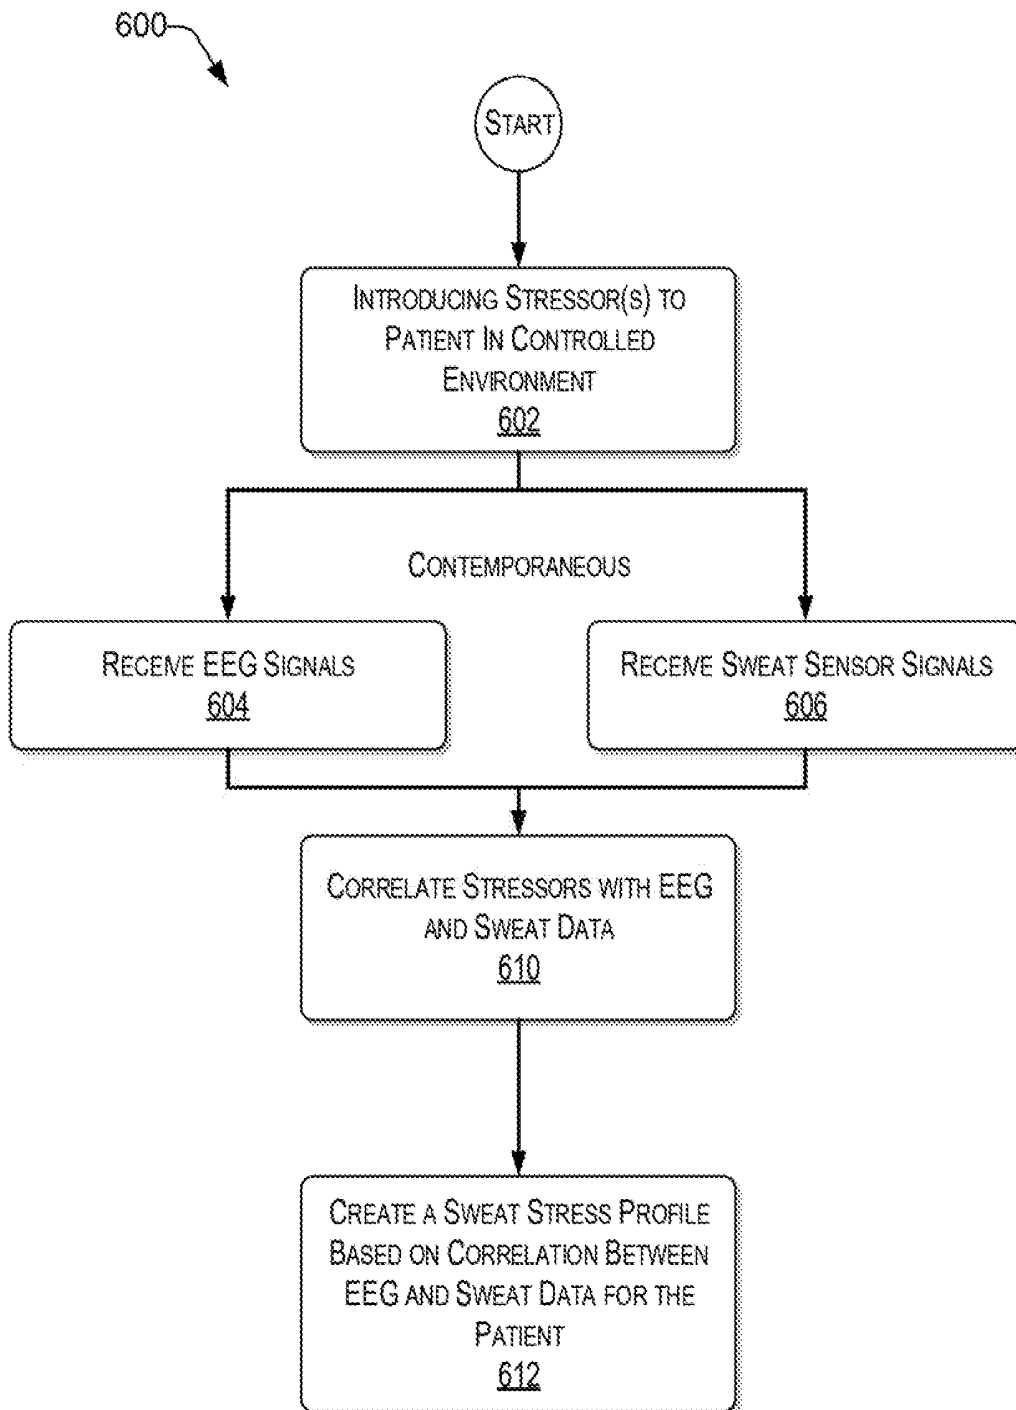 600
START
INTRODUCING STRESSOR(S) TO
PATIENT IN CONTROLLED
ENVIRONMENT
602
CONTEMPORANEOUS
RECEIVE EEG SIGNALS
604
RECEIVE SWEAT SENSOR SIGNALS
606
CORRELATE STRESSORS WITH EEG
AND SWEAT DATA
610
CREATE A SWEAT STRESS PROFILE
BASED ON CORRELATION BETWEEN
EEG AND SWEAT DATA FOR THE
PATIENT
612